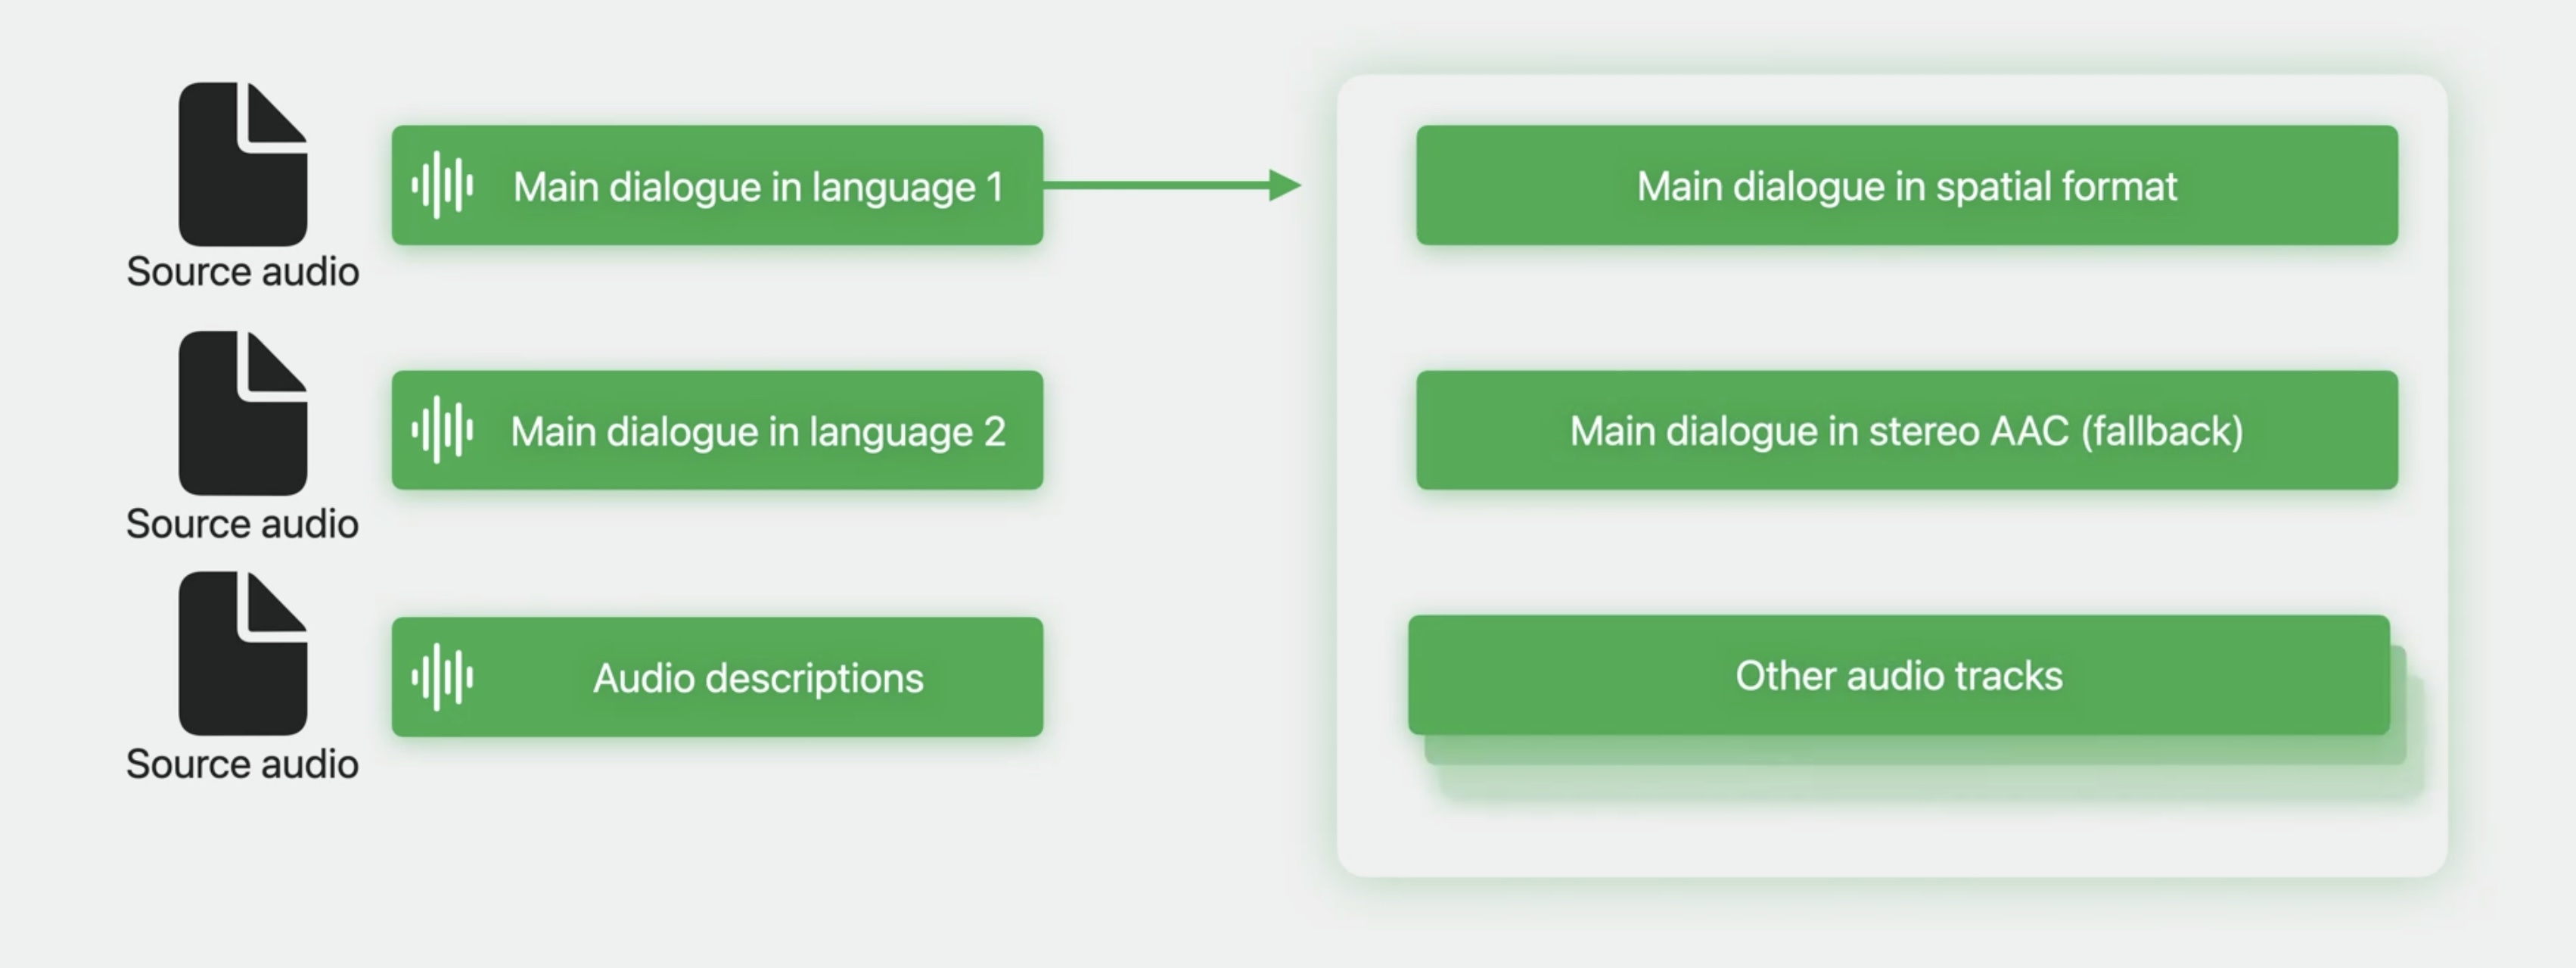 Source audio
Main dialogue in language 1
Main dialogue in spatial format
Source audio
Main dialogue in language 2
Main dialogue in stereo AAC (fallback)
Source audio
Audio descriptions
Other audio tracks